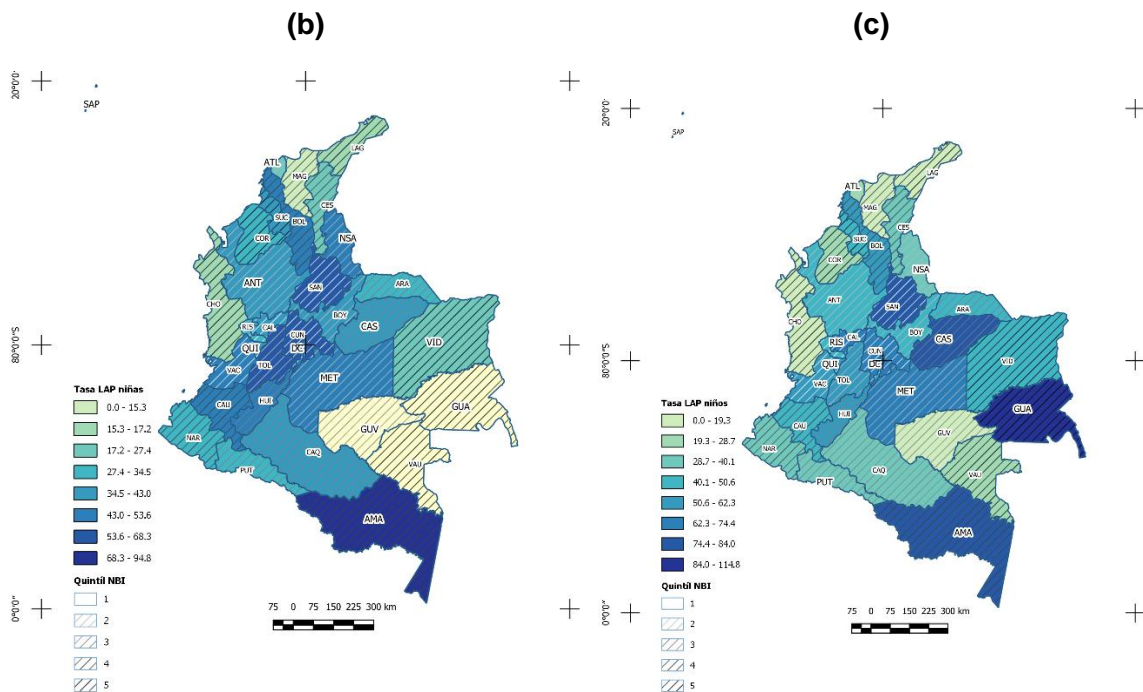 (b)
20°0'0"
80°0'0"S
0°0'0"
SAP
ATL
MAG
LAG
CES
SUC
BOL
COR
NSA
ANT
SAN
ARA
CHO
BOY
CAS
RIS
CAL
CUN
VID
QUI
DC
VAC
TOL
MET
CAU
HUI
GUA
GUV
NAR
CAQ
VAU
PUT
AMA
Tasa LAP niñas
0.0 - 15.3
15.3 - 17.2
17.2 - 27.4
27.4 - 34.5
34.5 - 43.0
43.0 - 53.6
53.6 - 68.3
68.3 - 94.8
Quintíl NBI
1
2
3
4
5
75 0 75 150 225 300 km
(c)
20°0'0"
80°0'0"S
0°0'0"
SAP
ATL
MAG
LAG
CES
SUC
BOL
COR
NSA
ANT
SAN
ARA
CHO
BOY
CAS
RIS
CAL
CUN
VID
QUI
DC
VAC
TOL
MET
CAU
HUI
GUA
GUV
NAR
CAQ
VAU
PUT
AMA
Tasa LAP niños
0.0 - 19.3
19.3 - 28.7
28.7 - 40.1
40.1 - 50.6
50.6 - 62.3
62.3 - 74.4
74.4 - 84.0
84.0 - 114.8
Quintíl NBI
1
2
3
4
5
75 0 75 150 225 300 km